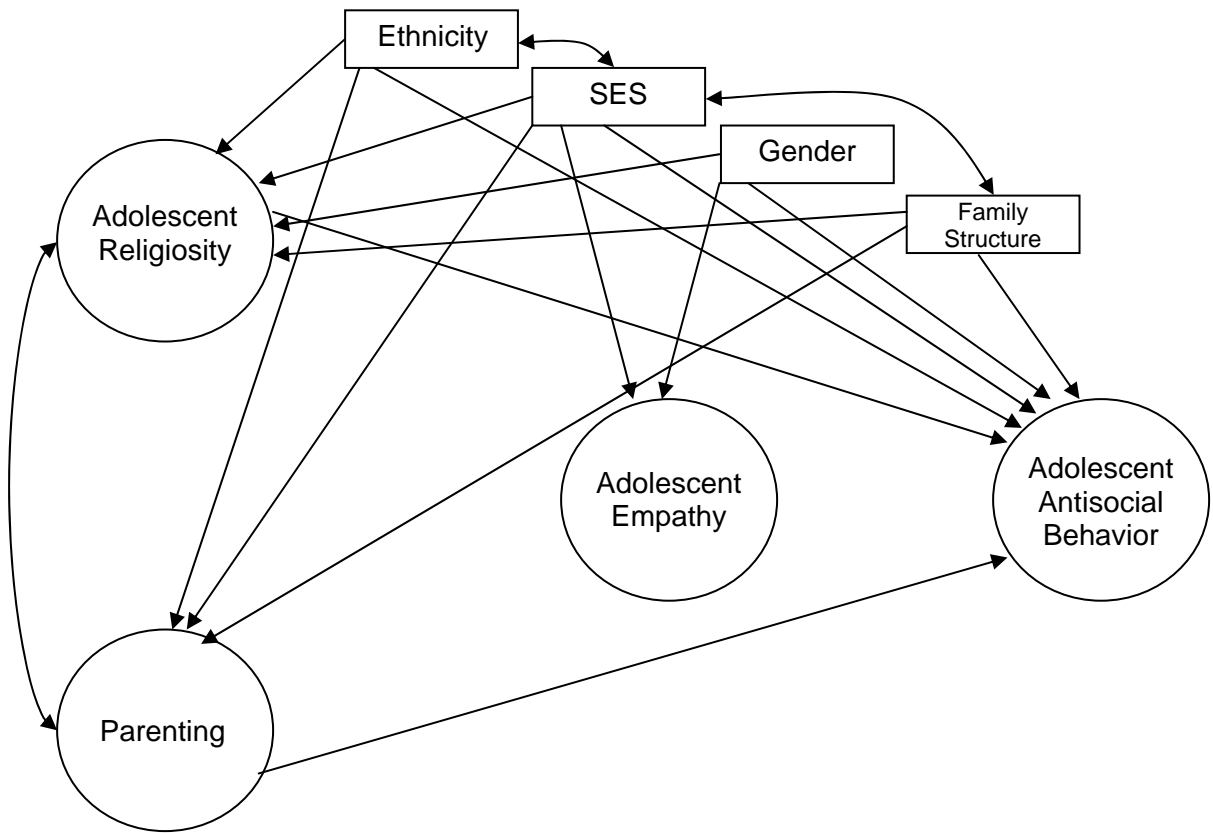 Ethnicity
SES
Gender
Family
Structure
Adolescent
Religiosity
Adolescent
Empathy
Adolescent
Antisocial
Behavior
Parenting